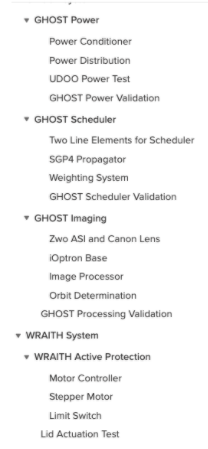 GHOST Power
Power Conditioner
Power Distribution
UDOO Power Test
GHOST Power Validation
GHOST Scheduler
Two Line Elements for Scheduler
SGP4 Propagator
Weighting System
GHOST Scheduler Validation
GHOST Imaging
Zwo ASI and Canon Lens
iOptron Base
Image Processor
Orbit Determination
GHOST Processing Validation
WRAITH System
WRAITH Active Protection
Motor Controller
Stepper Motor
Limit Switch
Lid Actuation Test